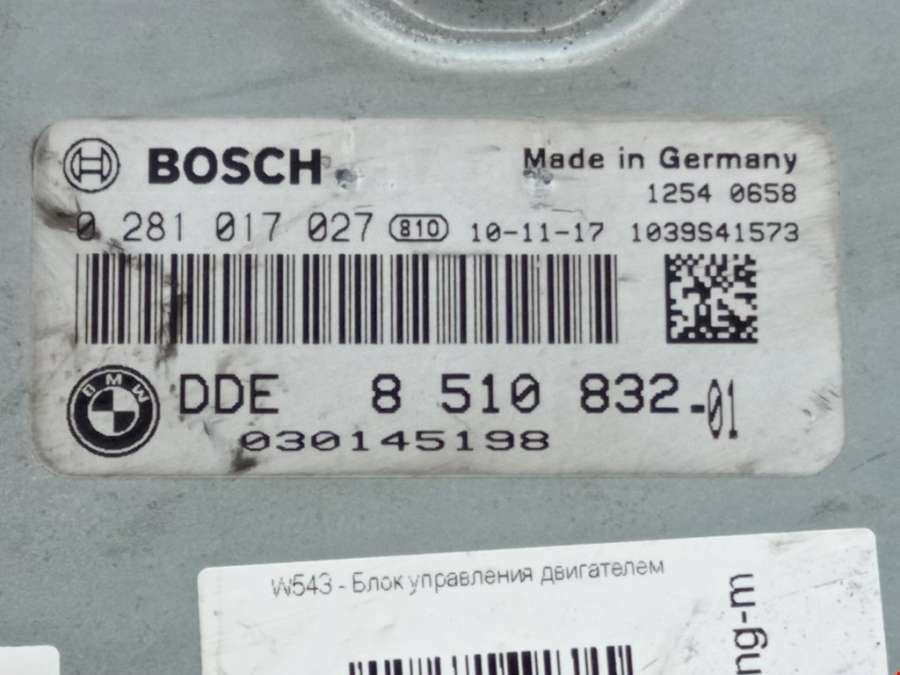 BOSCH
Made in Germany
1254 0658
0 281 017 027 810 10-11-17 1039S41573
BMW
DDE 8 510 832-01
030145198
W543 - Блок управления двигателем
ng-m